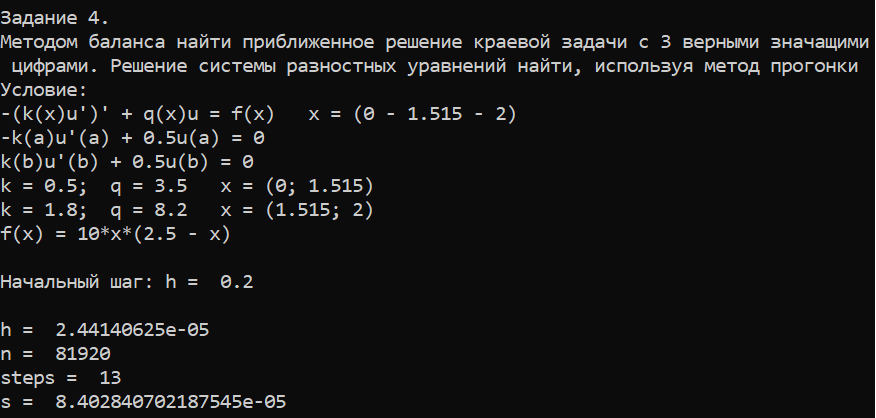 Задание 4.
Методом баланса найти приближенное решение краевой задачи с 3 верными значащими
цифрами. Решение системы разностных уравнений найти, используя метод прогонки
Условие:
-(k(x)u')' + q(x)u = f(x)   x = (0 - 1.515 - 2)
-k(a)u'(a) + 0.5u(a) = 0
k(b)u'(b) + 0.5u(b) = 0
k = 0.5;  q = 3.5   x = (0; 1.515)
k = 1.8;  q = 8.2   x = (1.515; 2)
f(x) = 10*x*(2.5 - x)
Начальный шаг: h =  0.2
h =  2.44140625e-05
n =  81920
steps =  13
s =  8.402840702187545e-05